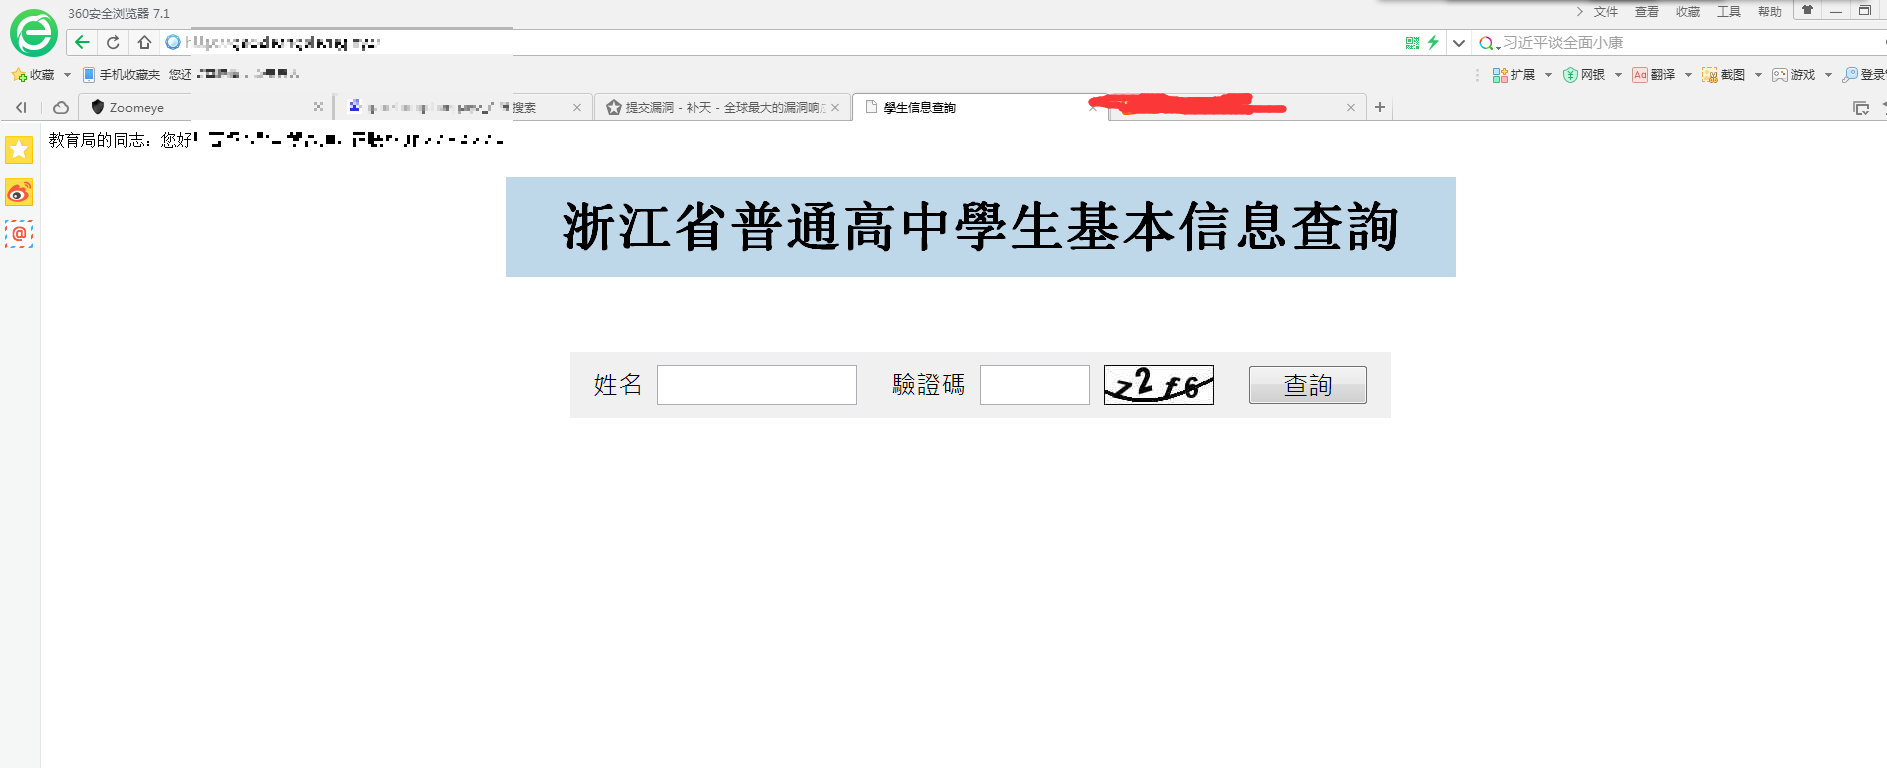 360安全浏览器 7.1
文件 查看 收藏 工具 帮助
习近平谈全面小康
收藏 手机收藏夹 您还
扩展 网银 Aa 翻译 截图 游戏 登录
Zoomeye
搜索
提交漏洞 - 补天 - 全球最大的漏洞响
學生信息查詢
教育局的同志：您好
浙江省普通高中學生基本信息查詢
姓名 驗證碼 z2f6 查詢